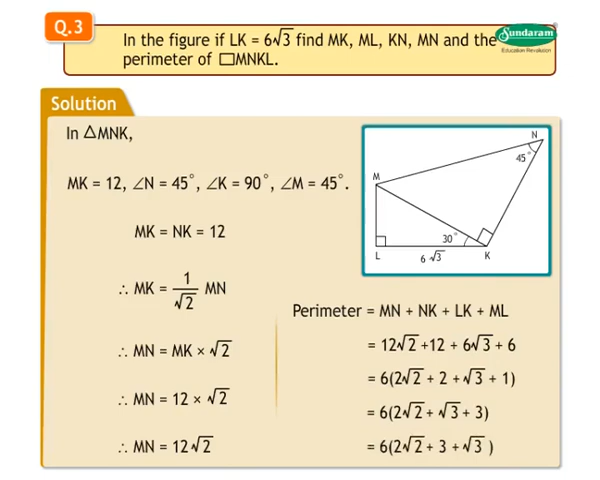 Q.3
In the figure if LK = 6√3 find MK, ML, KN, MN and the
perimeter of □MNKL.
Sundaram
Education Revolution
Solution
In △MNK,
MK = 12, ∠N = 45°, ∠K = 90°, ∠M = 45°.
MK = NK = 12
∴ MK = 1/√2 MN
∴ MN = MK × √2
∴ MN = 12 × √2
∴ MN = 12√2
N
45°
M
30°
L
6 √3
K
Perimeter = MN + NK + LK + ML
= 12√2 +12 + 6√3 + 6
= 6(2√2 + 2 + √3 + 1)
= 6(2√2 + √3 + 3)
= 6(2√2 + 3 + √3 )